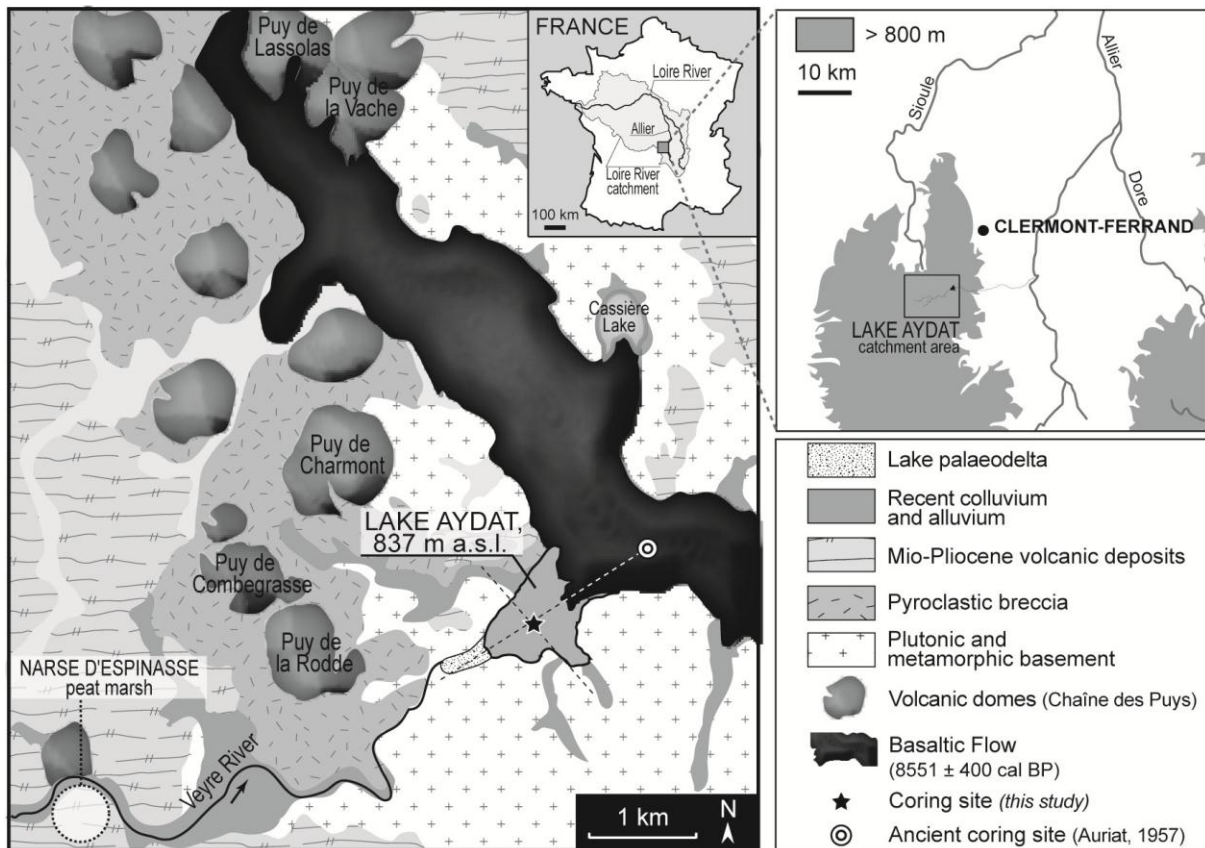 Puy de
Lassolas
Puy de
la Vache
Cassière
Lake
Puy de
Charmont
LAKE AYDAT,
837 m a.s.l.
Puy de
Combegrasse
Puy de
la Rodde
NARSE D'ESPINASSE
peat marsh
Veyre River
1 km
N
FRANCE
Loire River
Allier
Loire River
catchment
100 km
> 800 m
10 km
Sioule
Allier
Dore
CLERMONT-FERRAND
LAKE AYDAT
catchment area
Lake palaeodelta
Recent colluvium
and alluvium
Mio-Pliocene volcanic deposits
Pyroclastic breccia
Plutonic and
metamorphic basement
Volcanic domes (Chaîne des Puys)
Basaltic Flow
(8551 ± 400 cal BP)
Coring site (this study)
Ancient coring site (Auriat, 1957)